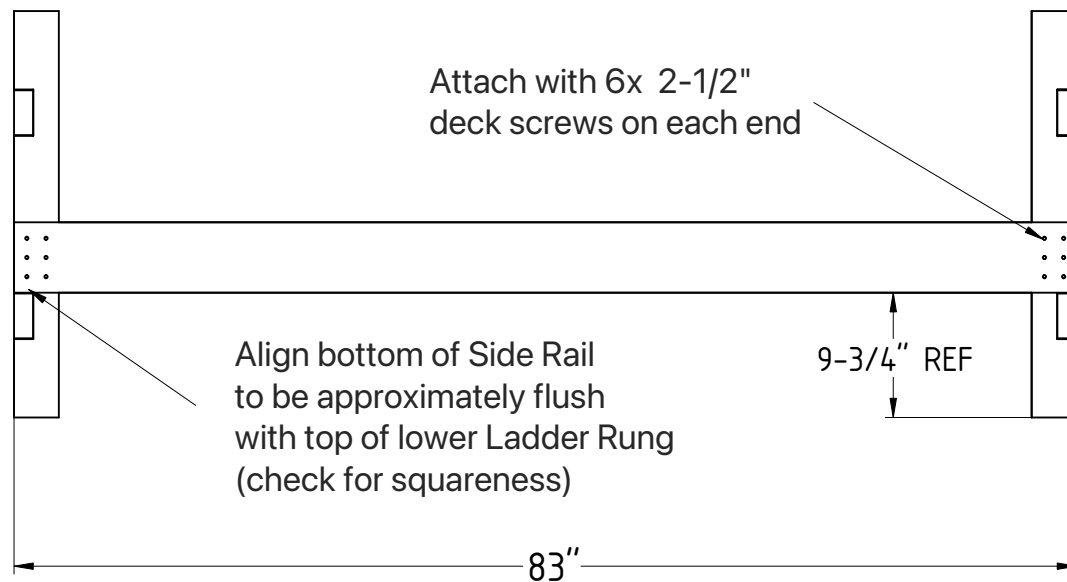 Attach with 6x 2-1/2"
deck screws on each end
9-3/4" REF
Align bottom of Side Rail
to be approximately flush
with top of lower Ladder Rung
(check for squareness)
83"